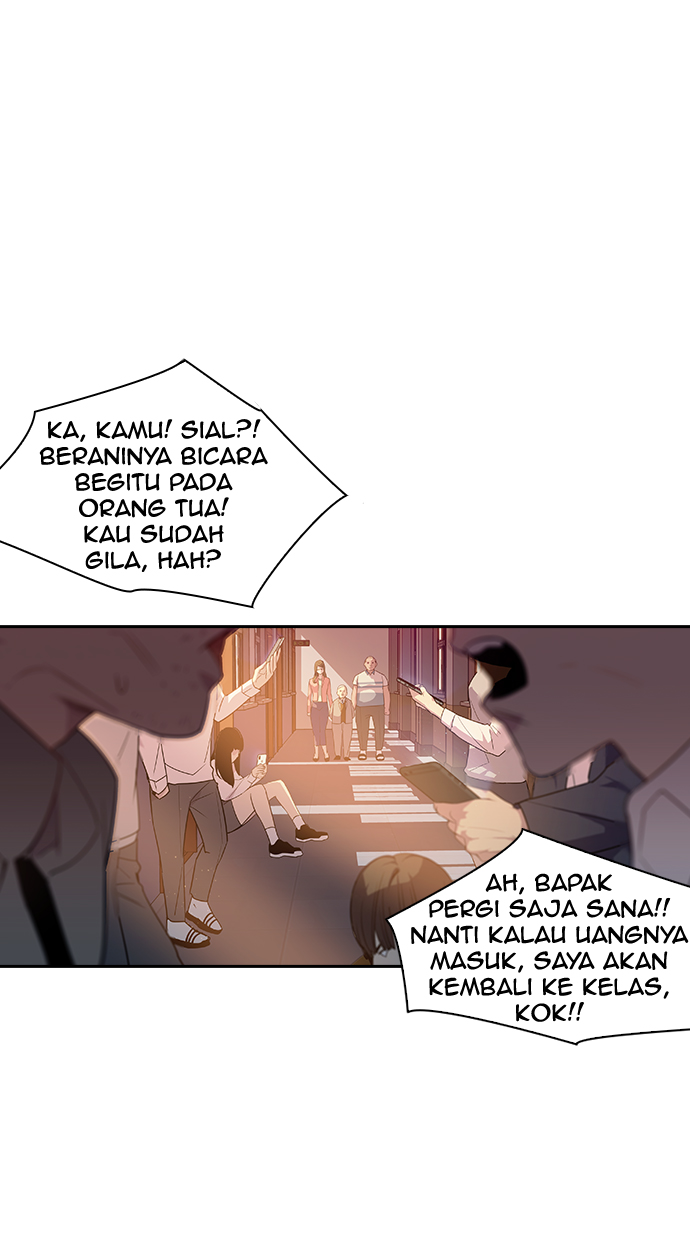 KA, KAMU! SIAL?!
BERANINYA BICARA
BEGITU PADA
ORANG TUA!
KAU SUDAH
GILA, HAH?
AH, BAPAK
PERGI SAJA SANA!!
NANTI KALAU UANGNYA
MASUK, SAYA AKAN
KEMBALI KE KELAS,
KOK!!